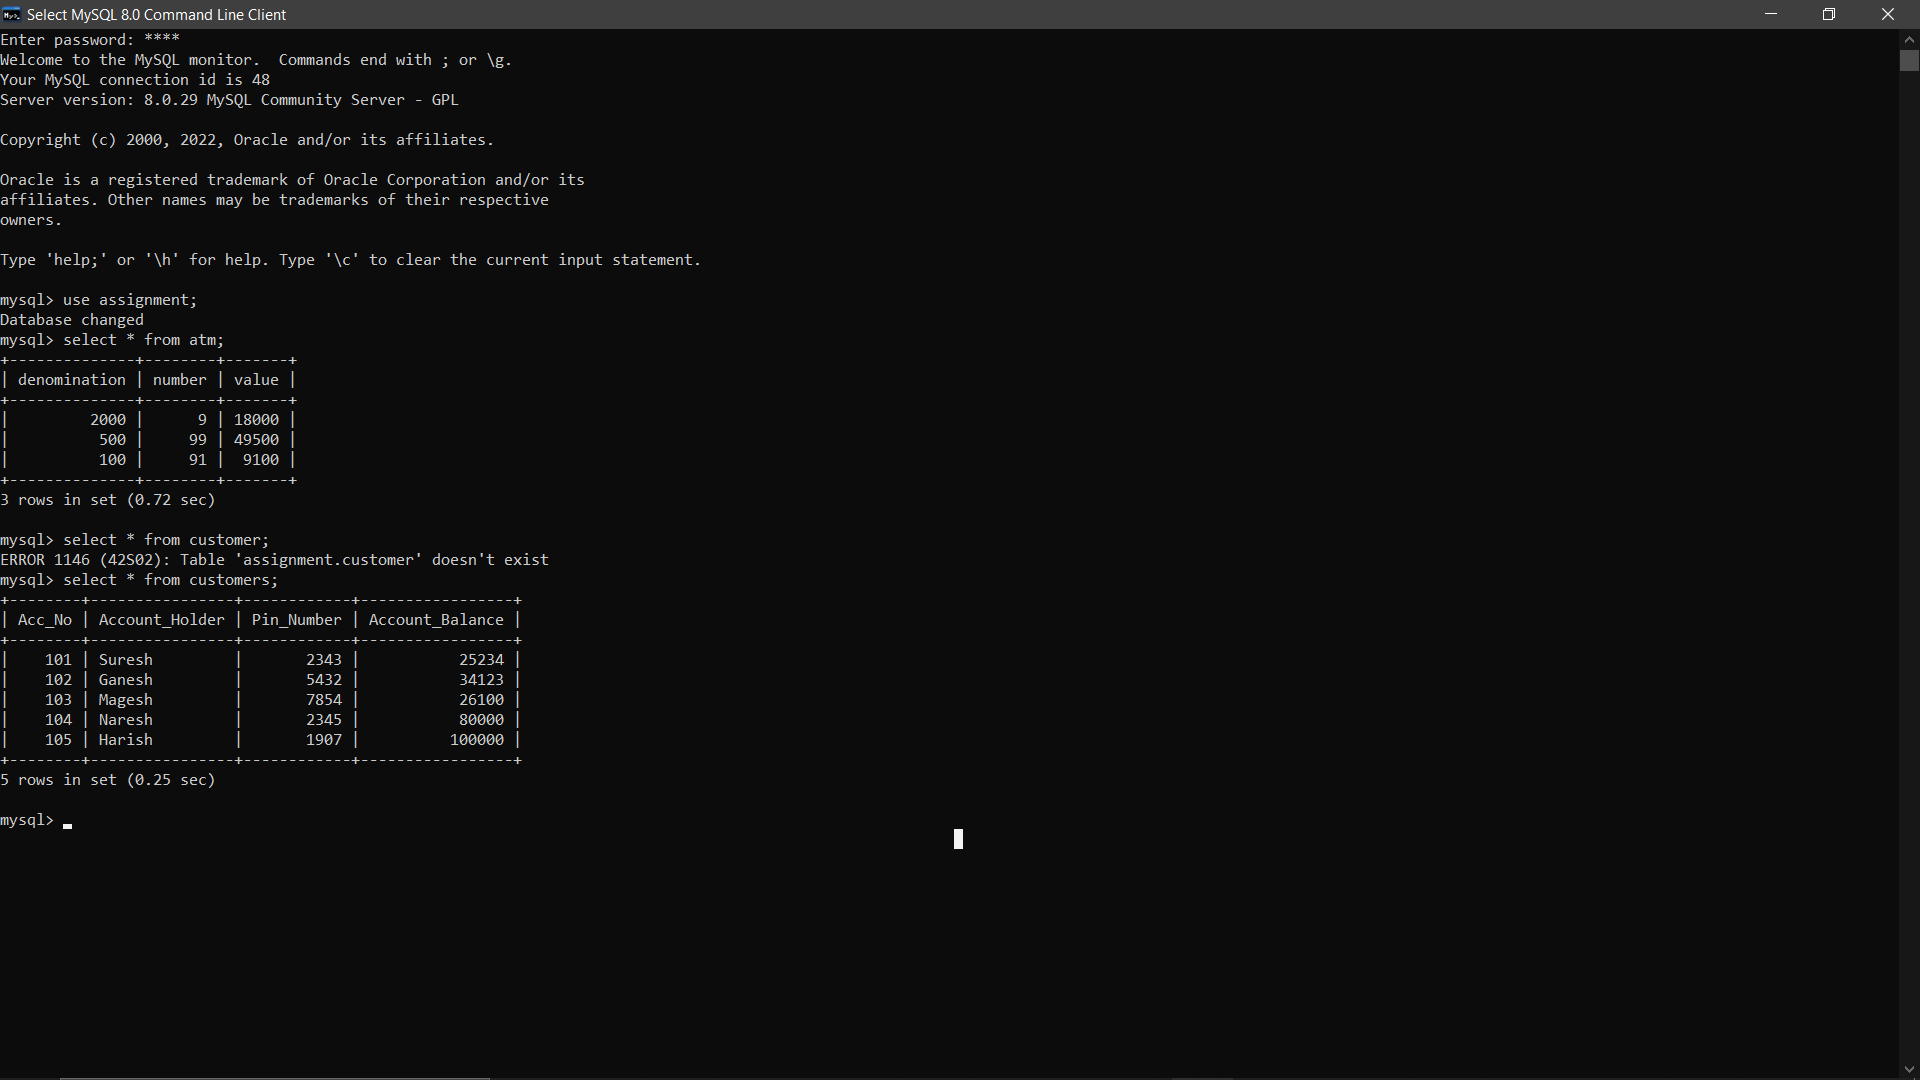 Select MySQL 8.0 Command Line Client
Enter password: ****
Welcome to the MySQL monitor.  Commands end with ; or \g.
Your MySQL connection id is 48
Server version: 8.0.29 MySQL Community Server - GPL

Copyright (c) 2000, 2022, Oracle and/or its affiliates.

Oracle is a registered trademark of Oracle Corporation and/or its
affiliates. Other names may be trademarks of their respective
owners.

Type 'help;' or '\h' for help. Type '\c' to clear the current input statement.

mysql> use assignment;
Database changed
mysql> select * from atm;
+--------------+--------+-------+
| denomination | number | value |
+--------------+--------+-------+
|         2000 |      9 | 18000 |
|          500 |     99 | 49500 |
|          100 |     91 |  9100 |
+--------------+--------+-------+
3 rows in set (0.72 sec)

mysql> select * from customer;
ERROR 1146 (42S02): Table 'assignment.customer' doesn't exist
mysql> select * from customers;
+--------+----------------+------------+-----------------+
| Acc_No | Account_Holder | Pin_Number | Account_Balance |
+--------+----------------+------------+-----------------+
|    101 | Suresh         |       2343 |           25234 |
|    102 | Ganesh         |       5432 |           34123 |
|    103 | Magesh         |       7854 |           26100 |
|    104 | Naresh         |       2345 |           80000 |
|    105 | Harish         |       1907 |          100000 |
+--------+----------------+------------+-----------------+
5 rows in set (0.25 sec)

mysql>